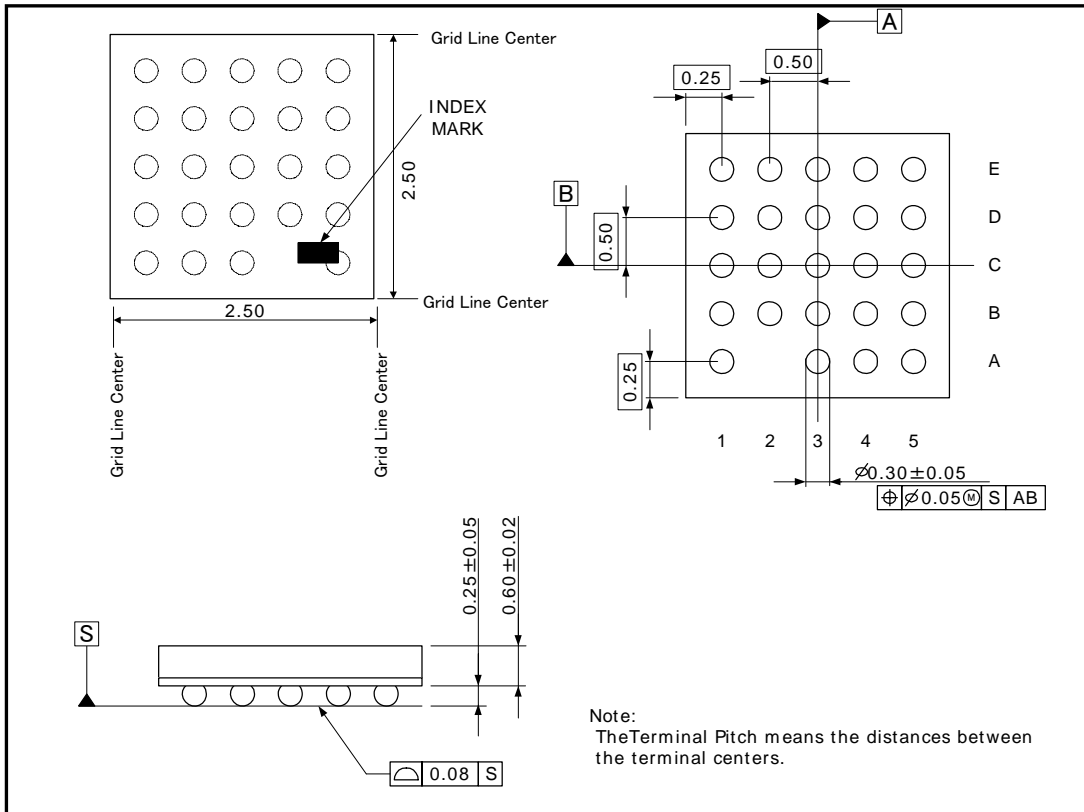 Grid Line Center
INDEX
MARK
2.50
Grid Line Center
2.50
Grid Line Center
Grid Line Center
A
0.50
0.25
B
0.50
0.25
E
D
C
B
A
1 2 3 4 5
⌀0.30±0.05
⌖ ⌀0.05Ⓜ S AB
0.25±0.05
0.60±0.02
S
⌓ 0.08 S
Note:
TheTerminal Pitch means the distances between
the terminal centers.